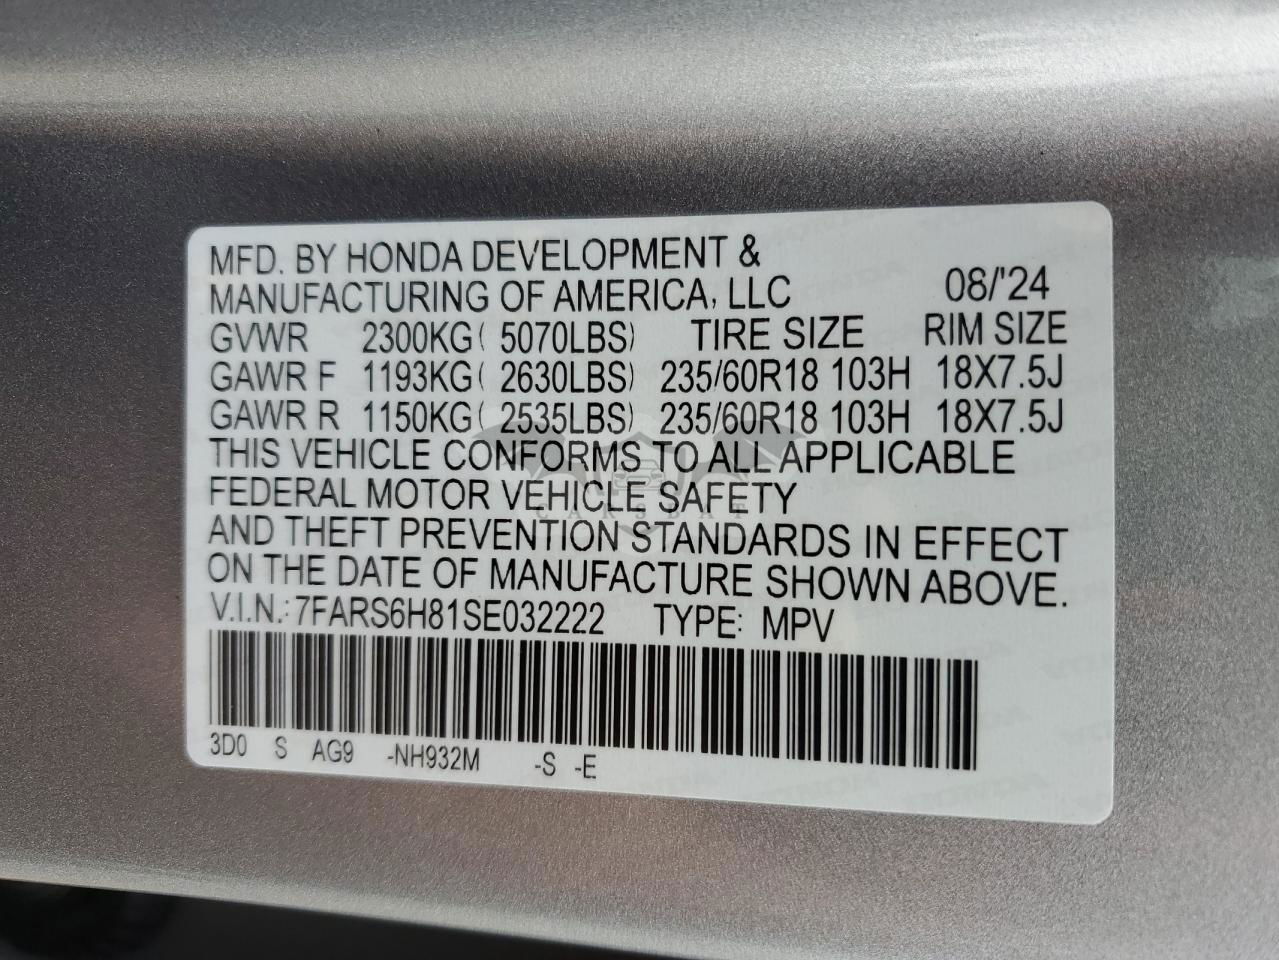 MFD. BY HONDA DEVELOPMENT &
MANUFACTURING OF AMERICA, LLC 08/'24
GVWR 2300KG( 5070LBS) TIRE SIZE RIM SIZE
GAWR F 1193KG( 2630LBS) 235/60R18 103H 18X7.5J
GAWR R 1150KG( 2535LBS) 235/60R18 103H 18X7.5J
THIS VEHICLE CONFORMS TO ALL APPLICABLE
FEDERAL MOTOR VEHICLE SAFETY
CARSBAT
AND THEFT PREVENTION STANDARDS IN EFFECT
ON THE DATE OF MANUFACTURE SHOWN ABOVE.
V.I.N.: 7FARS6H81SE032222 TYPE: MPV
3D0 S AG9 -NH932M -S -E